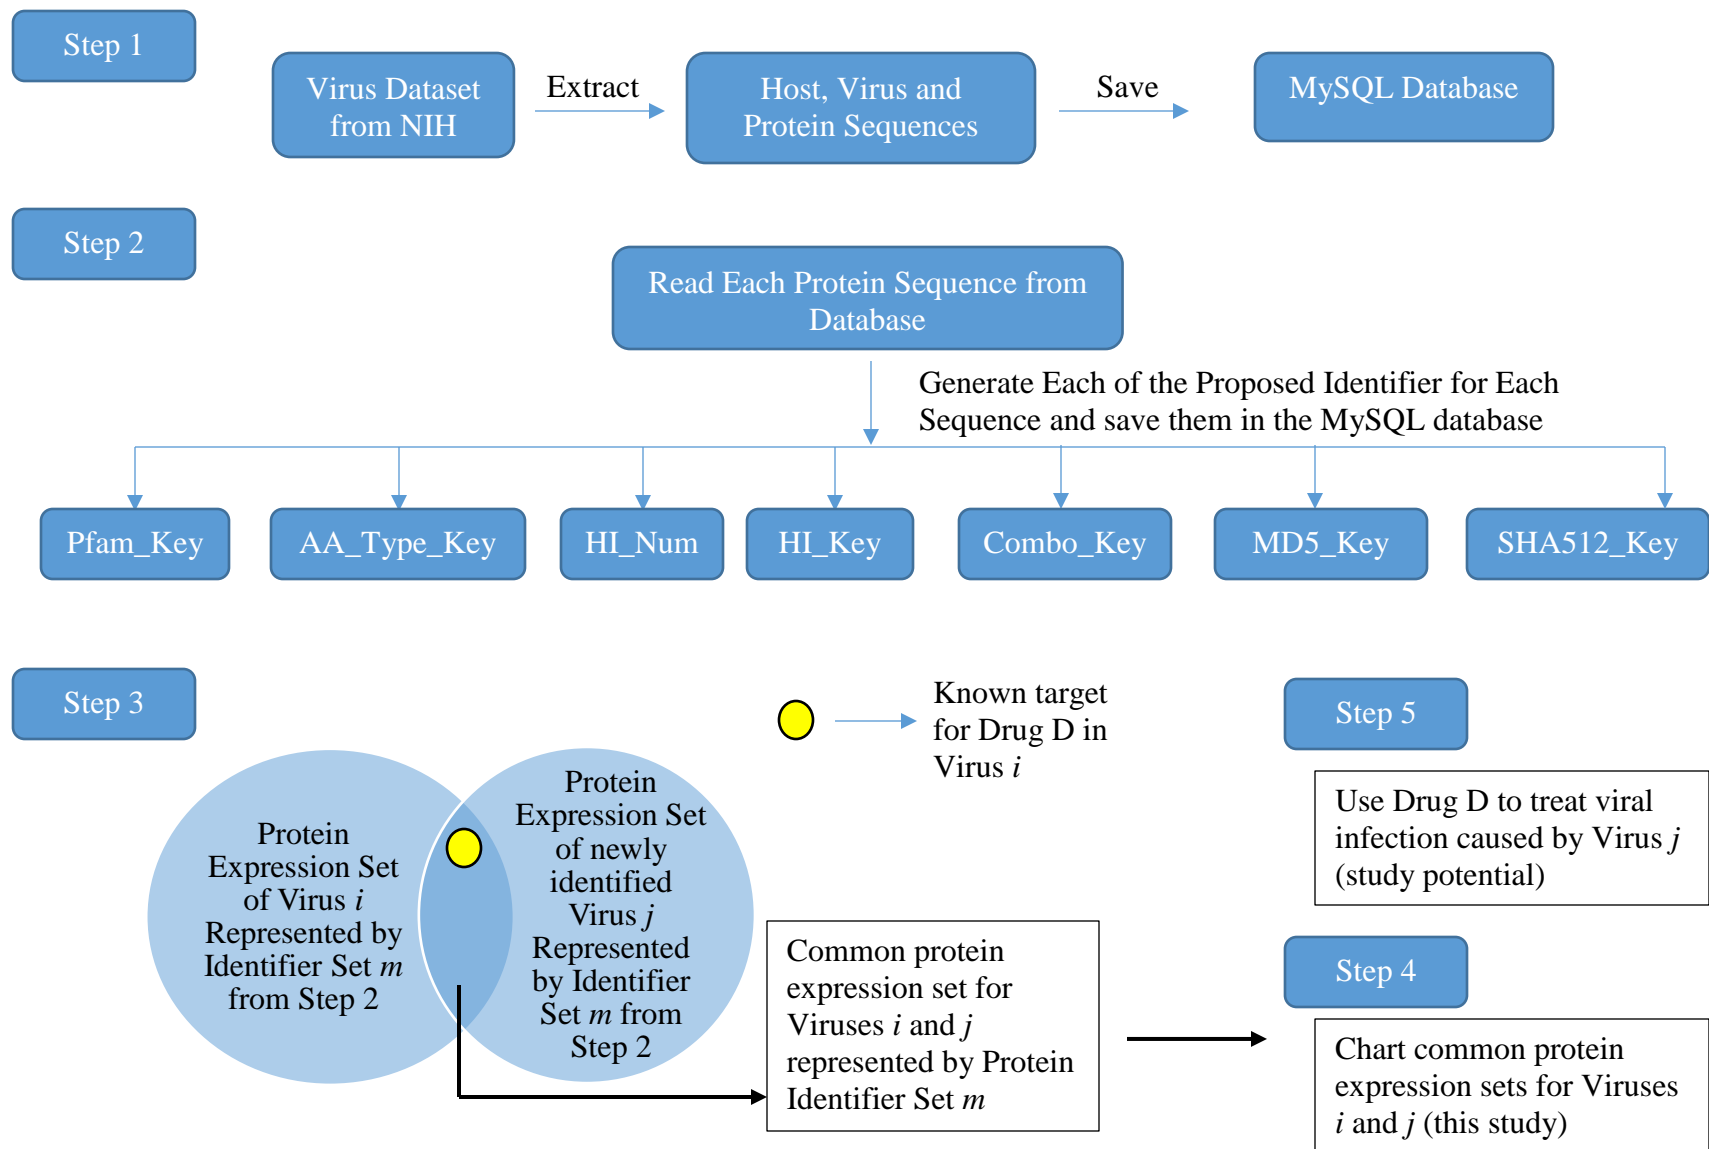 Step 1
Virus Dataset
from NIH
Extract
Host, Virus and
Protein Sequences
Save
MySQL Database
Step 2
Read Each Protein Sequence from
Database
Generate Each of the Proposed Identifier for Each
Sequence and save them in the MySQL database
Pfam_Key
AA_Type_Key
HI_Num
HI_Key
Combo_Key
MD5_Key
SHA512_Key
Step 3
Protein
Expression Set
of Virus i
Represented by
Identifier Set m
from Step 2
Protein
Expression Set
of newly
identified
Virus j
Represented
by Identifier
Set m from
Step 2
Known target
for Drug D in
Virus i
Common protein
expression set for
Viruses i and j
represented by Protein
Identifier Set m
Step 5
Use Drug D to treat viral
infection caused by Virus j
(study potential)
Step 4
Chart common protein
expression sets for Viruses
i and j (this study)